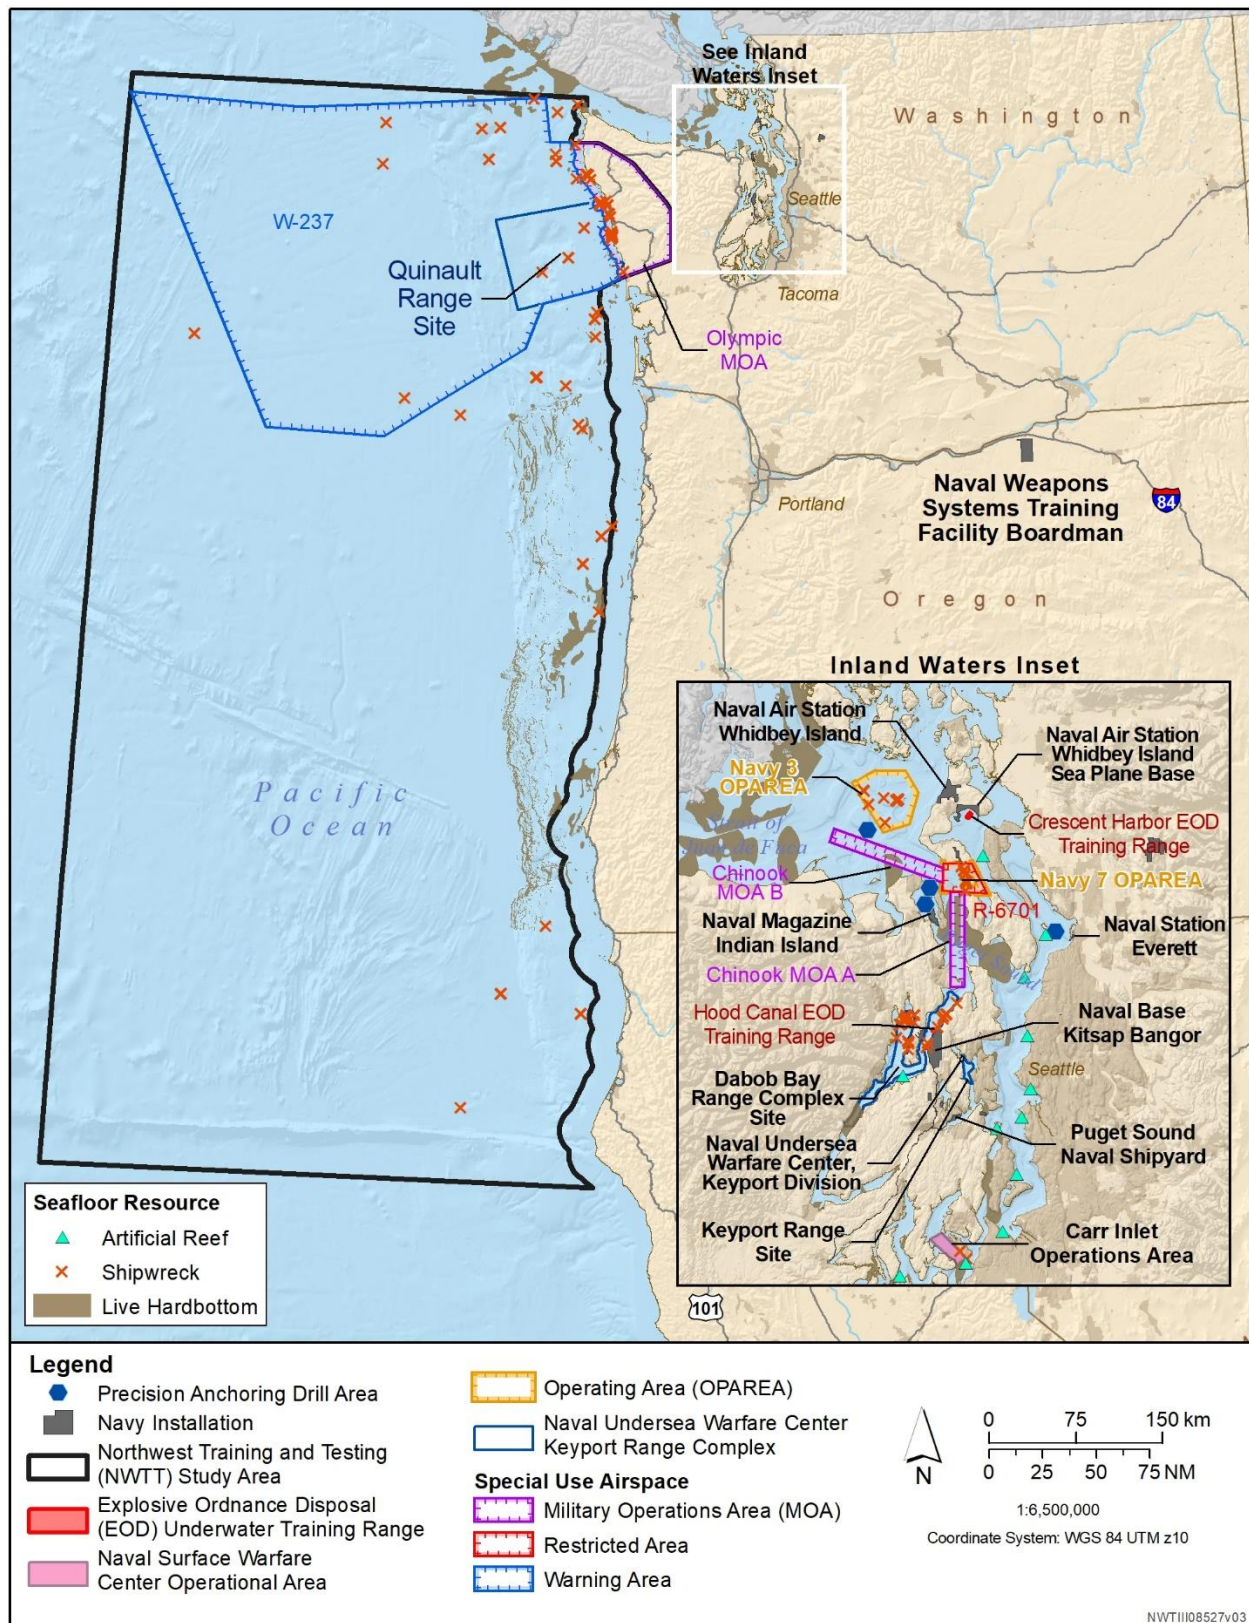 See Inland
Waters Inset
Washington
W-237
Seattle
Quinault
Range
Site
Tacoma
Olympic
MOA
Naval Weapons
Systems Training
Facility Boardman
84
Portland
Oregon
Pacific
Ocean
Inland Waters Inset
Naval Air Station
Whidbey Island
Naval Air Station
Whidbey Island
Sea Plane Base
Navy 3
OPAREA
Strait of
Juan de Fuca
Crescent Harbor EOD
Training Range
Chinook
MOA B
Navy 7 OPAREA
R-6701
Naval Magazine
Indian Island
Naval Station
Everett
Chinook MOA A
Puget Sound
Hood Canal EOD
Training Range
Naval Base
Kitsap Bangor
Seattle
Dabob Bay
Range Complex
Site
Naval Undersea
Warfare Center,
Keyport Division
Puget Sound
Naval Shipyard
Keyport Range
Site
Carr Inlet
Operations Area
101
Seafloor Resource
Artificial Reef
Shipwreck
Live Hardbottom
Legend
Precision Anchoring Drill Area
Navy Installation
Northwest Training and Testing
(NWTT) Study Area
Explosive Ordnance Disposal
(EOD) Underwater Training Range
Naval Surface Warfare
Center Operational Area
Operating Area (OPAREA)
Naval Undersea Warfare Center
Keyport Range Complex
Special Use Airspace
Military Operations Area (MOA)
Restricted Area
Warning Area
N
0 75 150 km
0 25 50 75 NM
1:6,500,000
Coordinate System: WGS 84 UTM z10
NWTIII08527v03